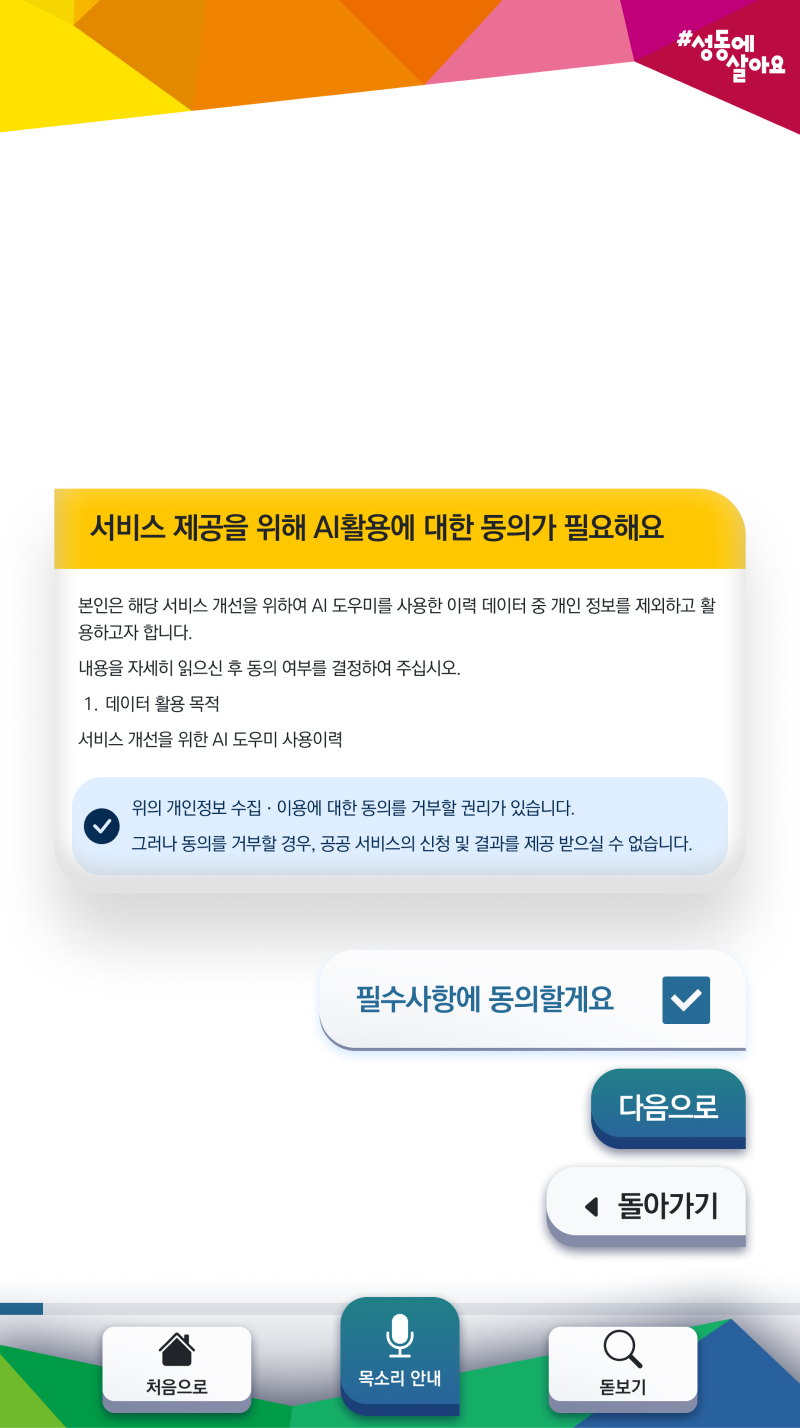 #성동에
살아요
서비스 제공을 위해 AI활용에 대한 동의가 필요해요
본인은 해당 서비스 개선을 위하여 AI 도우미를 사용한 이력 데이터 중 개인 정보를 제외하고 활
용하고자 합니다.
내용을 자세히 읽으신 후 동의 여부를 결정하여 주십시오.
1. 데이터 활용 목적
서비스 개선을 위한 AI 도우미 사용이력
위의 개인정보 수집 · 이용에 대한 동의를 거부할 권리가 있습니다.
그러나 동의를 거부할 경우, 공공 서비스의 신청 및 결과를 제공 받으실 수 없습니다.
필수사항에 동의할게요
다음으로
돌아가기
처음으로
목소리 안내
돋보기